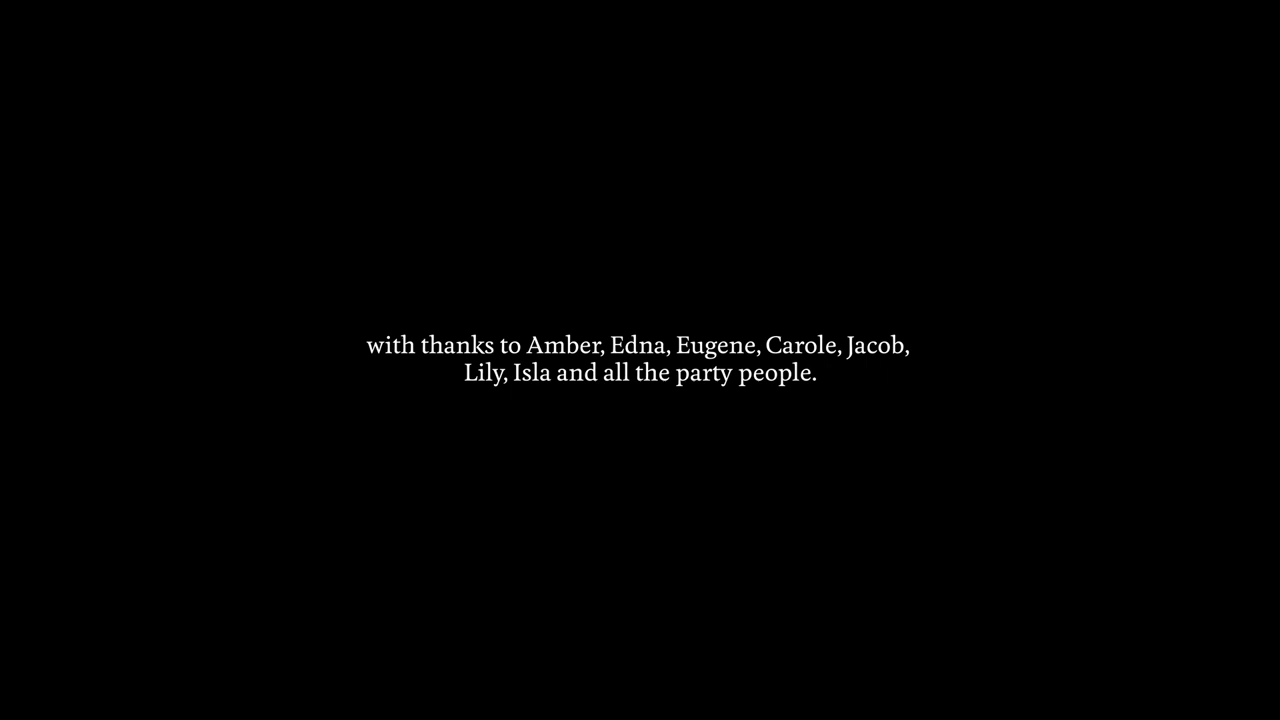 with thanks to Amber, Edna, Eugene, Carole, Jacob,
Lily, Isla and all the party people.